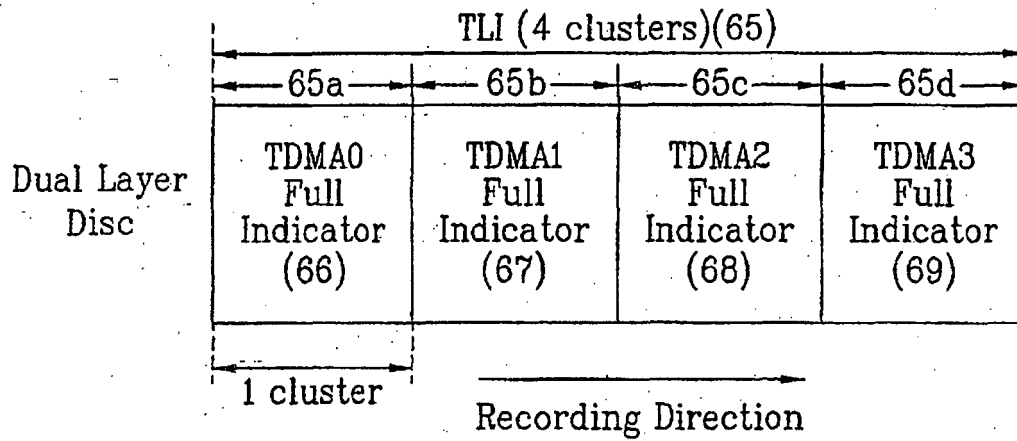 TLI (4 clusters)(65)
65a 65b 65c 65d
Dual Layer
Disc
TDMA0
Full
Indicator
(66)
TDMA1
Full
Indicator
(67)
TDMA2
Full
Indicator
(68)
TDMA3
Full
Indicator
(69)
1 cluster
Recording Direction